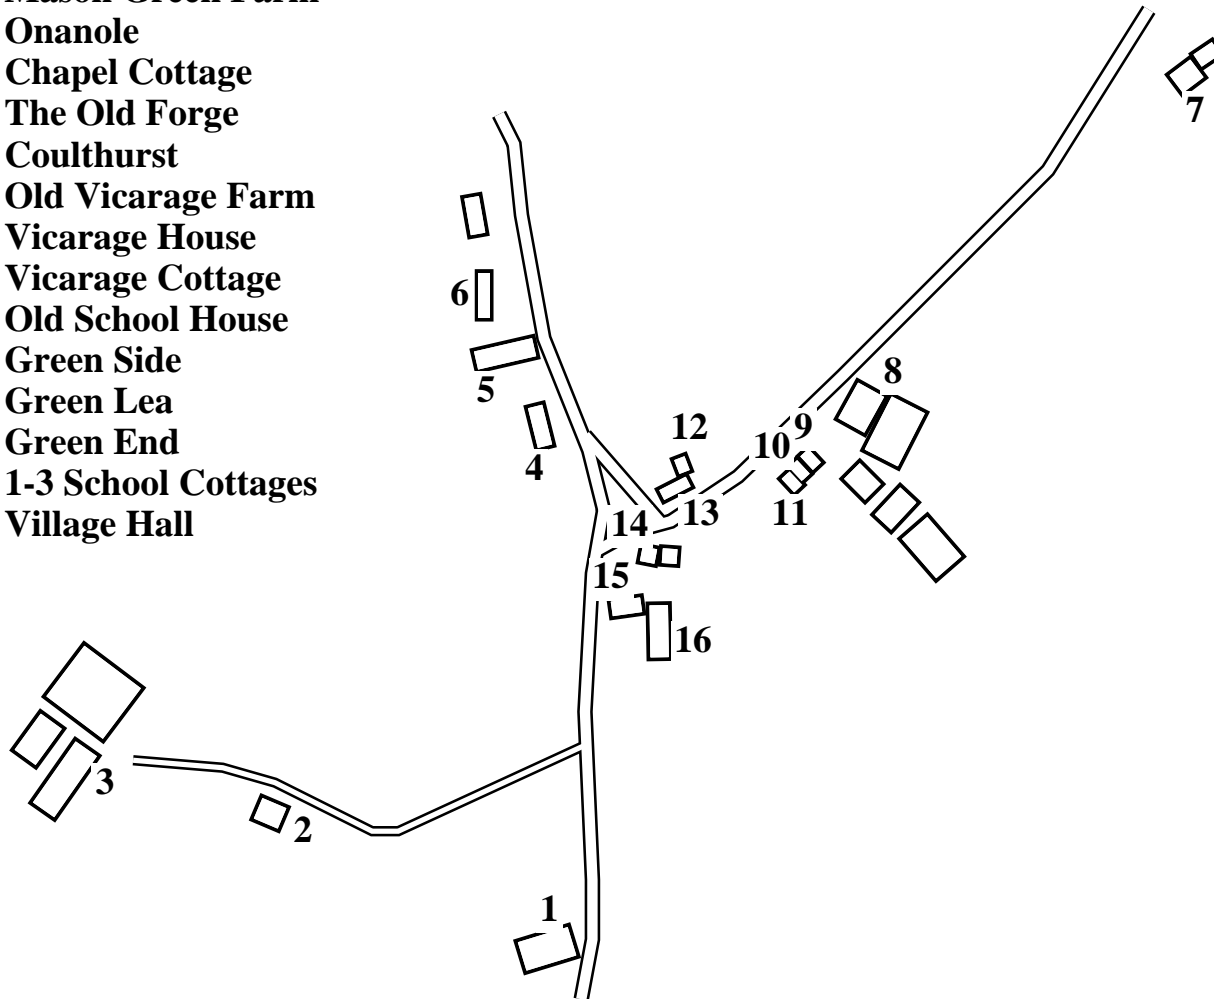 Mason Green Farm
Onanole
Chapel Cottage
The Old Forge
Coulthurst
Old Vicarage Farm
Vicarage House
Vicarage Cottage
Old School House
Green Side
Green Lea
Green End
1-3 School Cottages
Village Hall
7
6
8
5
12
9
10
4
11
13
14
15
16
3
2
1